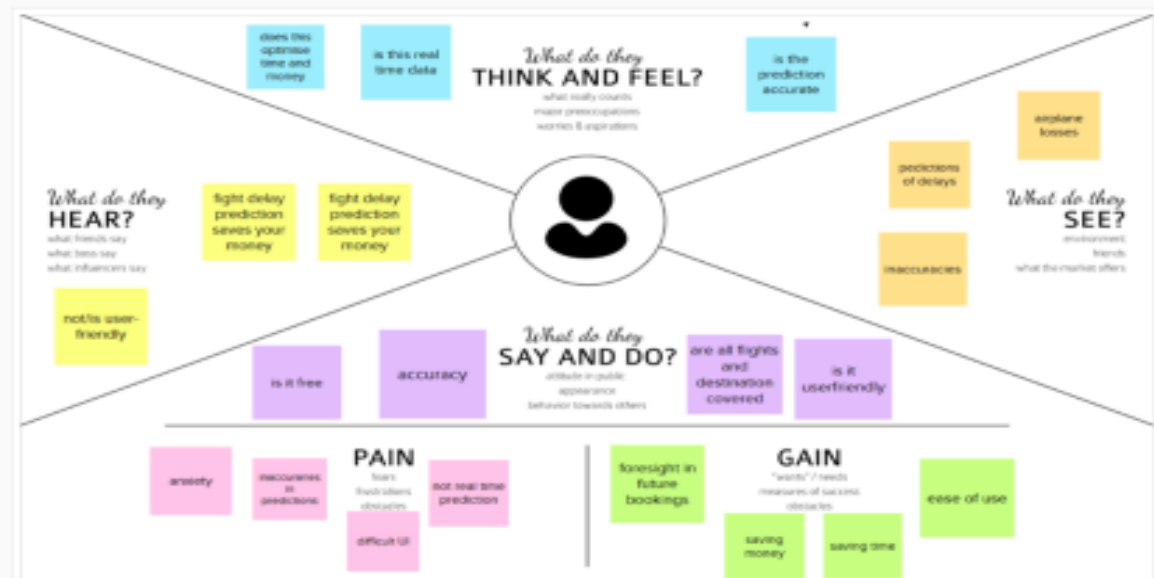 does this
optimise
time and
money
is this real
time data
What do they
THINK AND FEEL?
what really counts
major preoccupations
worries & aspirations
is the
prediction
accurate
What do they
HEAR?
what friends say
what boss say
what influencers say
fight delay
prediction
saves your
money
fight delay
prediction
saves your
money
not/is user-
friendly
airplane
losses
pedictions
of delays
inaccuracies
What do they
SEE?
environment
friends
what the market offers
What do they
SAY AND DO?
attitude in public
appearance
behavior towards others
is it free
accuracy
are all flights
and
destination
covered
is it
userfriendly
PAIN
fears
frustrations
obstacles
anxiety
in
predictions
not real time
prediction
difficult UI
GAIN
"wants" / needs
measures of success
obstacles
foresight in
future
bookings
saving
money
saving time
ease of use